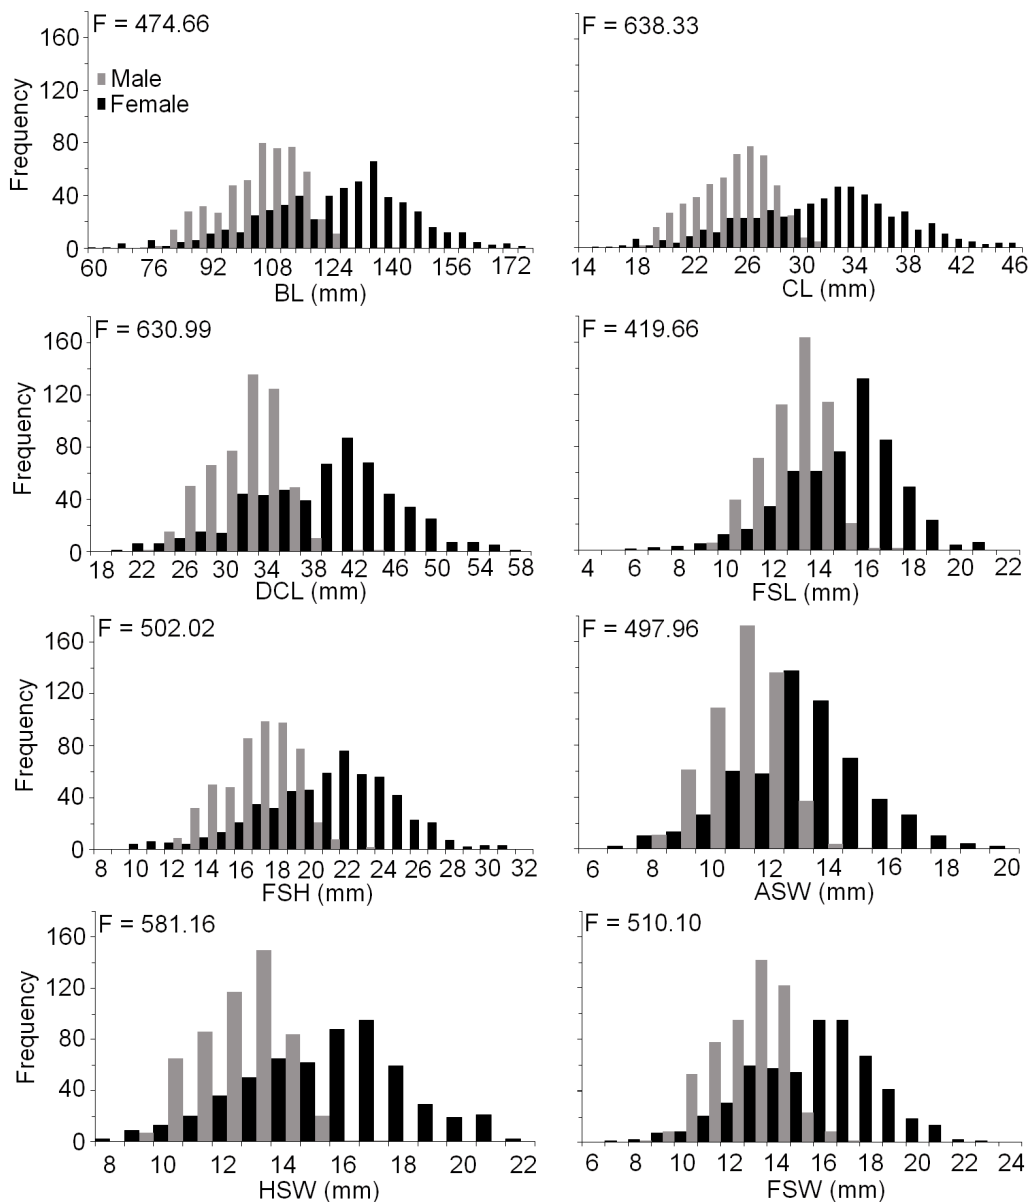 F = 474.66
160
Male
120
Female
80
40
0
Frequency
60 76 92 108 124 140 156 172
BL (mm)
F = 638.33
14 18 22 26 30 34 38 42 46
CL (mm)
F = 630.99
160
120
80
40
0
Frequency
18 22 26 30 34 42 46 50 54 58
DCL (mm)
F = 419.66
4 6 8 10 12 14 16 18 20 22
FSL (mm)
F = 502.02
160
120
80
40
0
Frequency
8 10 12 14 16 18 20 22 24 26 30 32
FSH (mm)
F = 497.96
6 8 10 12 14 16 18 20
ASW (mm)
F = 581.16
160
120
80
40
0
Frequency
8 10 12 14 16 18 20 22
HSW (mm)
F = 510.10
6 8 10 12 14 16 18 20 22 24
FSW (mm)